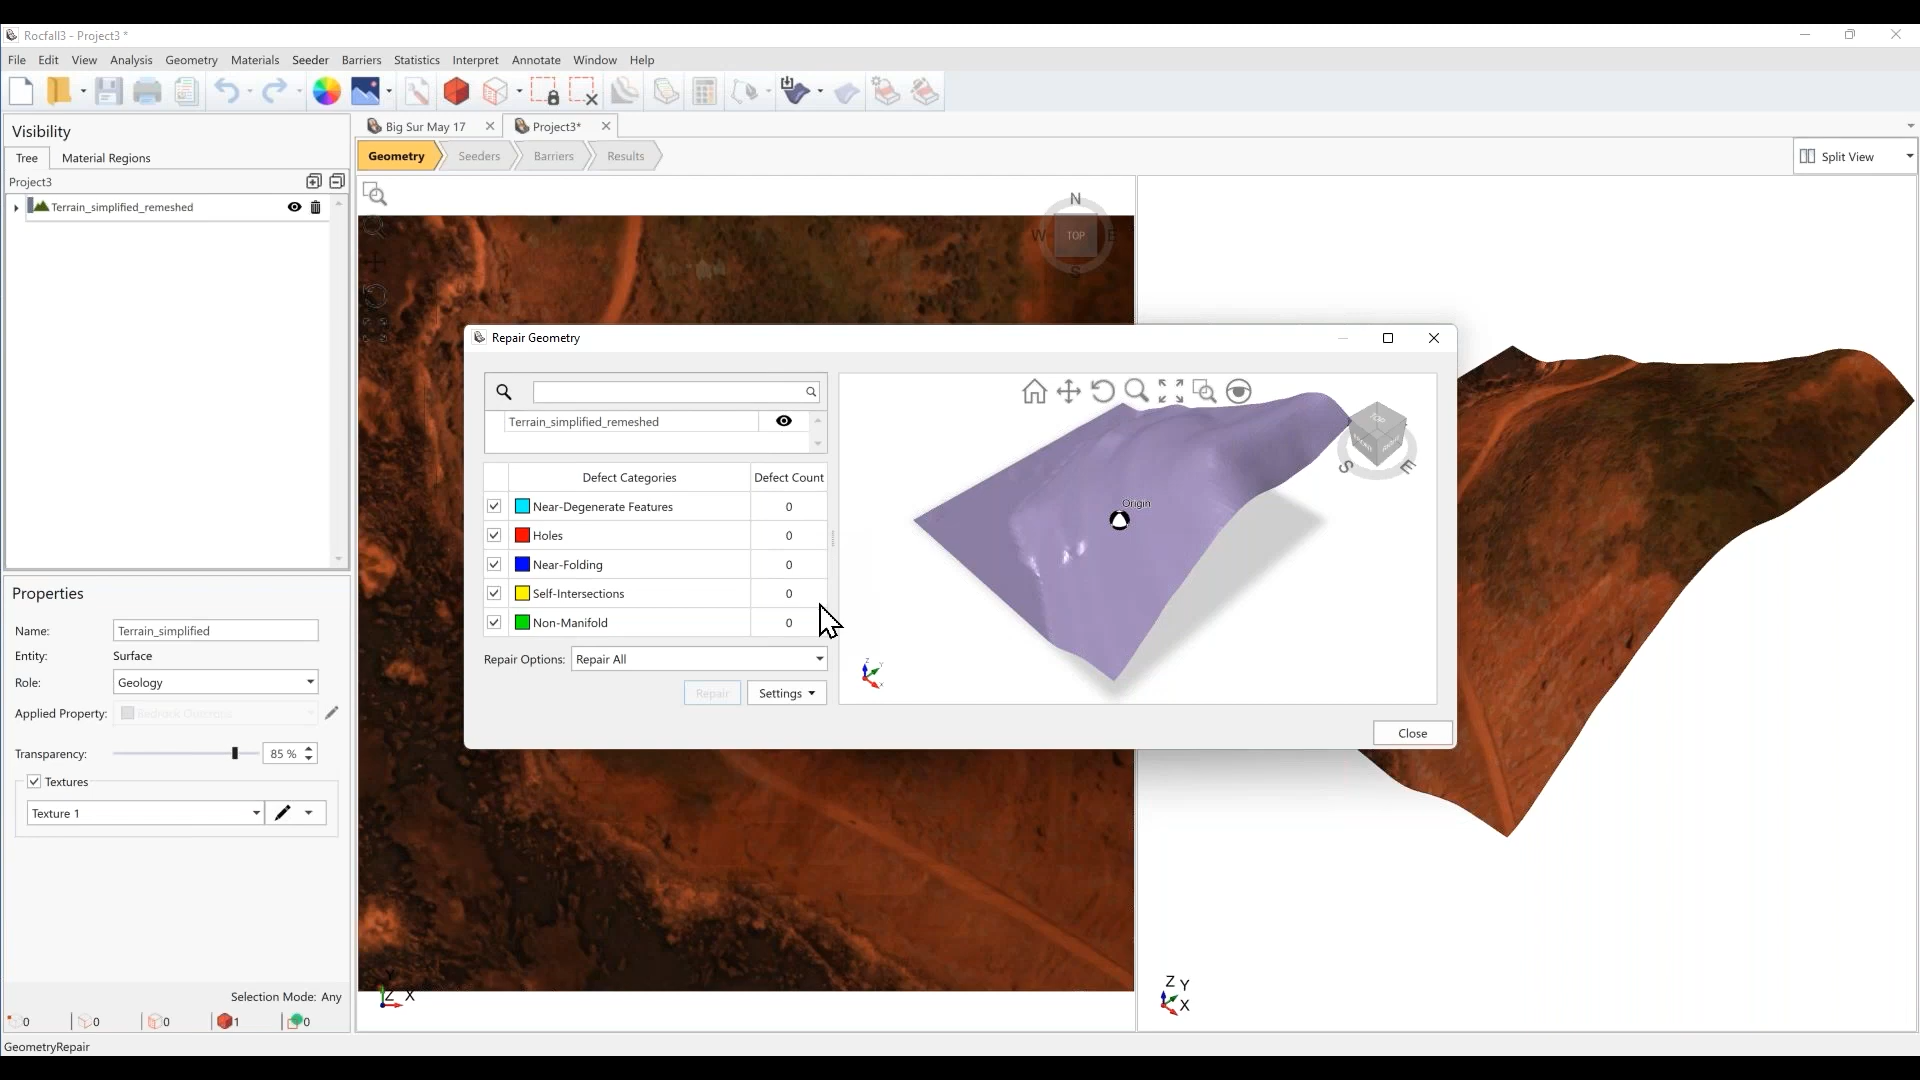 Rocfall3 - Project3 *
File Edit View Analysis Geometry Materials Seeder Barriers Statistics Interpret Annotate Window Help
Visibility
Tree Material Regions
Project3
Terrain_simplified_remeshed
Big Sur May 17 Project3*
Geometry Seeders Barriers Results
Split View
N
W TOP E
S
Repair Geometry
Terrain_simplified_remeshed
Defect Categories Defect Count
Near-Degenerate Features 0
Holes 0
Near-Folding 0
Self-Intersections 0
Non-Manifold 0
Repair Options: Repair All
Repair Settings
Origin
TOP
S E
Close
Properties
Name: Terrain_simplified
Entity: Surface
Role: Geology
Applied Property: Bedrock Outcrops
Transparency: 85 %
Textures
Texture 1
Selection Mode: Any
0 0 0 1 0
GeometryRepair
Y
Z X
Z Y
X